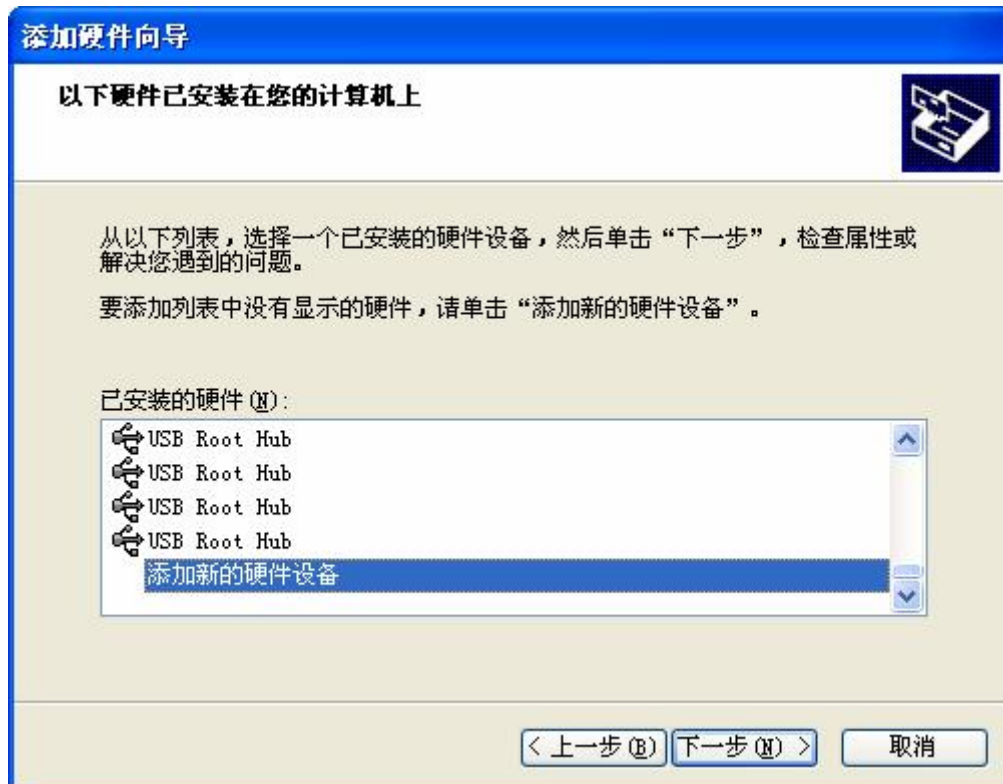 添加硬件向导
以下硬件已安装在您的计算机上
从以下列表，选择一个已安装的硬件设备，然后单击“下一步”，检查属性或
解决您遇到的问题。
要添加列表中没有显示的硬件，请单击“添加新的硬件设备”。
已安装的硬件(N):
USB Root Hub
USB Root Hub
USB Root Hub
USB Root Hub
添加新的硬件设备
< 上一步(B) 下一步(N) > 取消